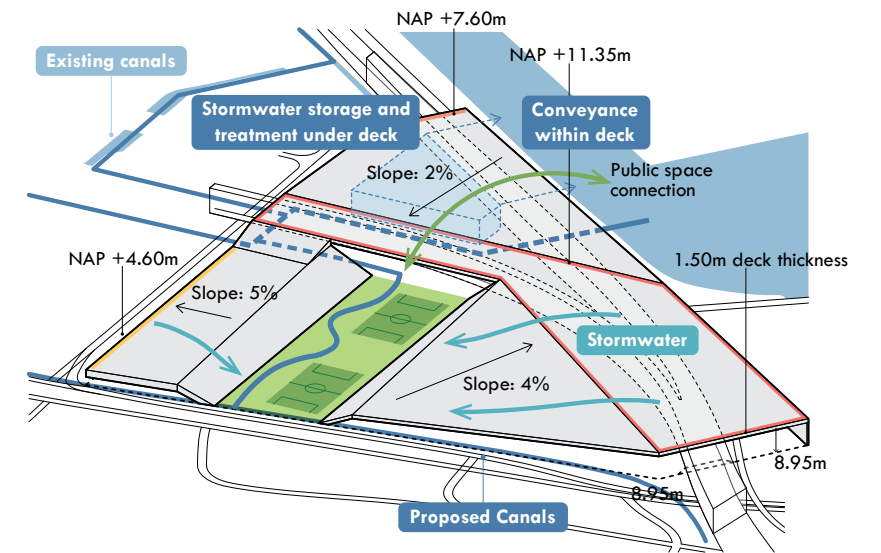 NAP +7.60m
NAP +11.35m
Existing canals
Stormwater storage and
treatment under deck
Conveyance
within deck
Slope: 2%
Public space
connection
NAP +4.60m
1.50m deck thickness
Slope: 5%
Stormwater
Slope: 4%
8.95m
8.95m
Proposed Canals